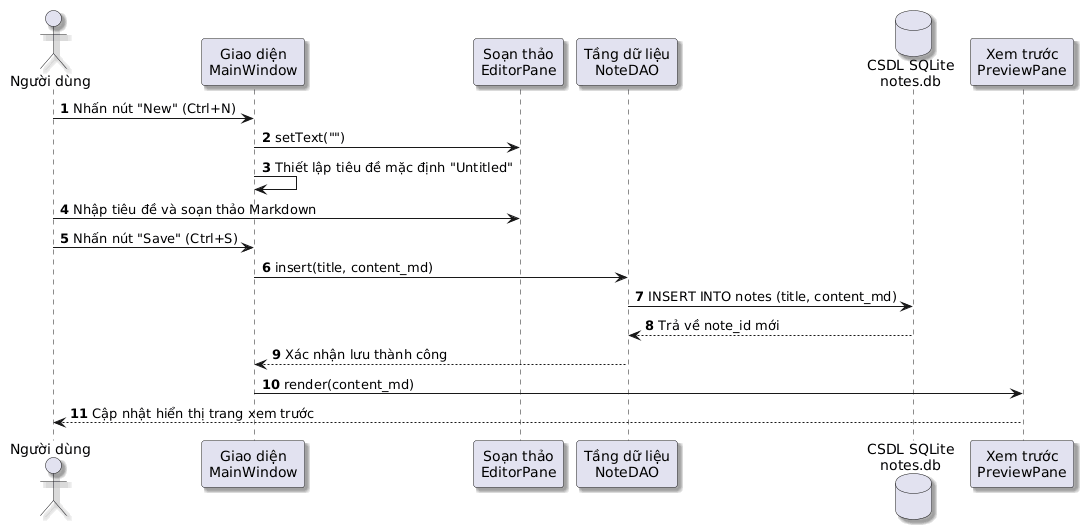 Người dùng
Giao diện
MainWindow
Soạn thảo
EditorPane
Tầng dữ liệu
NoteDAO
CSDL SQLite
notes.db
Xem trước
PreviewPane
1 Nhấn nút "New" (Ctrl+N)
2 setText("")
3 Thiết lập tiêu đề mặc định "Untitled"
4 Nhập tiêu đề và soạn thảo Markdown
5 Nhấn nút "Save" (Ctrl+S)
6 insert(title, content_md)
7 INSERT INTO notes (title, content_md)
8 Trả về note_id mới
9 Xác nhận lưu thành công
10 render(content_md)
11 Cập nhật hiển thị trang xem trước
Người dùng
Giao diện
MainWindow
Soạn thảo
EditorPane
Tầng dữ liệu
NoteDAO
CSDL SQLite
notes.db
Xem trước
PreviewPane